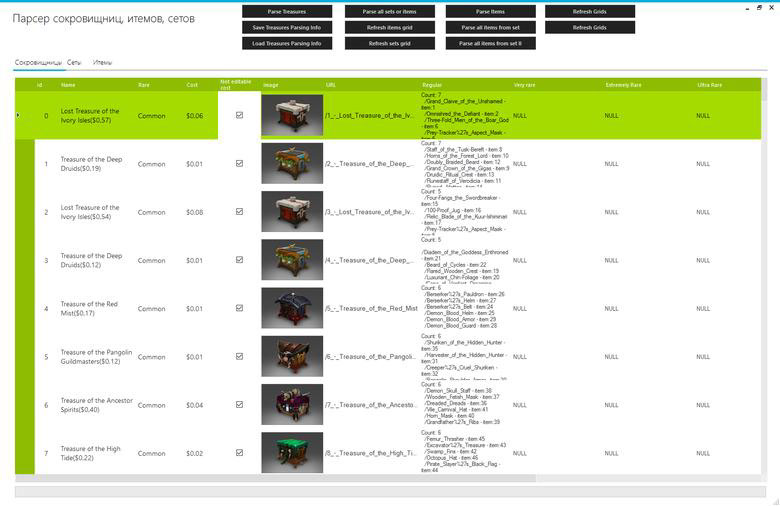 Парсер сокровищниц, итемов, сетов
Parse Treasures
Parse all sets or items
Parse Items
Refresh Grids
Save Treasures Parsing Info
Refresh items grid
Parse all items from set
Refresh Grids
Load Treasures Parsing Info
Refresh sets grid
Parse all items from set II
Сокровищницы Сеты Итемы
id Name Rare Cost Not editable cost Image URL Regular Very rare Extremely Rare Ultra Rare
0 Lost Treasure of the Ivory Isles($0,57) Common $0.06 /1_-_Lost_Treasure_of_the_Iv... NULL NULL NULL
Count: 7
/Grand_Claive_of_the_Unshamed -
item:1
/Omnished_the_Defiant - item:2
/Three-Fold_Mien_of_the_Boar_God
- item:6
/Prey-Tracker%27s_Aspect_Mask -
1 Treasure of the Deep Druids($0,19) Common $0.01 /2_-_Treasure_of_the_Deep_... NULL NULL NULL
Count: 7
/Staff_of_the_Tusk-Bereft - item:8
/Horns_of_the_Forest_Lord - item:10
/Doubly_Braided_Beard - item:12
/Grand_Crown_of_the_Gigas - item:9
/Druidic_Ritual_Crest - item:13
/Runestaff_of_Verodicia - item:11
2 Lost Treasure of the Ivory Isles($0,54) Common $0.08 /3_-_Lost_Treasure_of_the_Iv... NULL NULL NULL
Count: 5
/Four-Fangs_the_Swordbreaker -
item:15
/100-Proof_Jug - item:16
/Relic_Blade_of_the_Kuur-Ishiminari
- item:17
/Prey-Tracker%27s_Aspect_Mask -
3 Treasure of the Deep Druids($0,12) Common $0.01 /4_-_Treasure_of_the_Deep_... NULL NULL NULL
Count: 5
/Diadem_of_the_Goddess_Enthroned
- item:21
/Beard_of_Cycles - item:22
/Flared_Wooden_Crest - item:19
/Luxuriant_Chin-Foliage - item:20
4 Treasure of the Red Mist($0,17) Common $0.01 /5_-_Treasure_of_the_Red_Mist NULL NULL NULL
Count: 6
/Berserker%27s_Pauldron - item:26
/Berserker%27s_Helm - item:27
/Berserker%27s_Belt - item:24
/Demon_Blood_Helm - item:25
/Demon_Blood_Armor - item:29
/Demon_Blood_Guard - item:28
5 Treasure of the Pangolin Guildmasters($0.12) Common $0.01 /6_-_Treasure_of_the_Pangoli... NULL NULL NULL
Count: 6
/Shuriken_of_the_Hidden_Hunter -
item:35
/Harvester_of_the_Hidden_Hunter -
item:31
/Creeper%27s_Cruel_Shuriken -
item:32
6 Treasure of the Ancestor Spirits($0,40) Common $0.04 /7_-_Treasure_of_the_Ancesto... NULL NULL NULL
Count: 6
/Demon_Skull_Staff - item:38
/Wooden_Fetish_Mask - item:37
/Dreaded_Dreads - item:36
/Vile_Carnival_Hat - item:41
/Horn_Mask - item:40
/Grandfather%27s_Ribs - item:39
7 Treasure of the High Tide($0,22) Common $0.02 /8_-_Treasure_of_the_High_Ti... NULL NULL NULL
Count: 6
/Femur_Thrasher - item:45
/Excavator%27s_Treasure - item:43
/Swamp_Fins - item:42
/Octopus_Hat - item:46
/Pirate_Slayer%27s_Black_Flag -
item:44